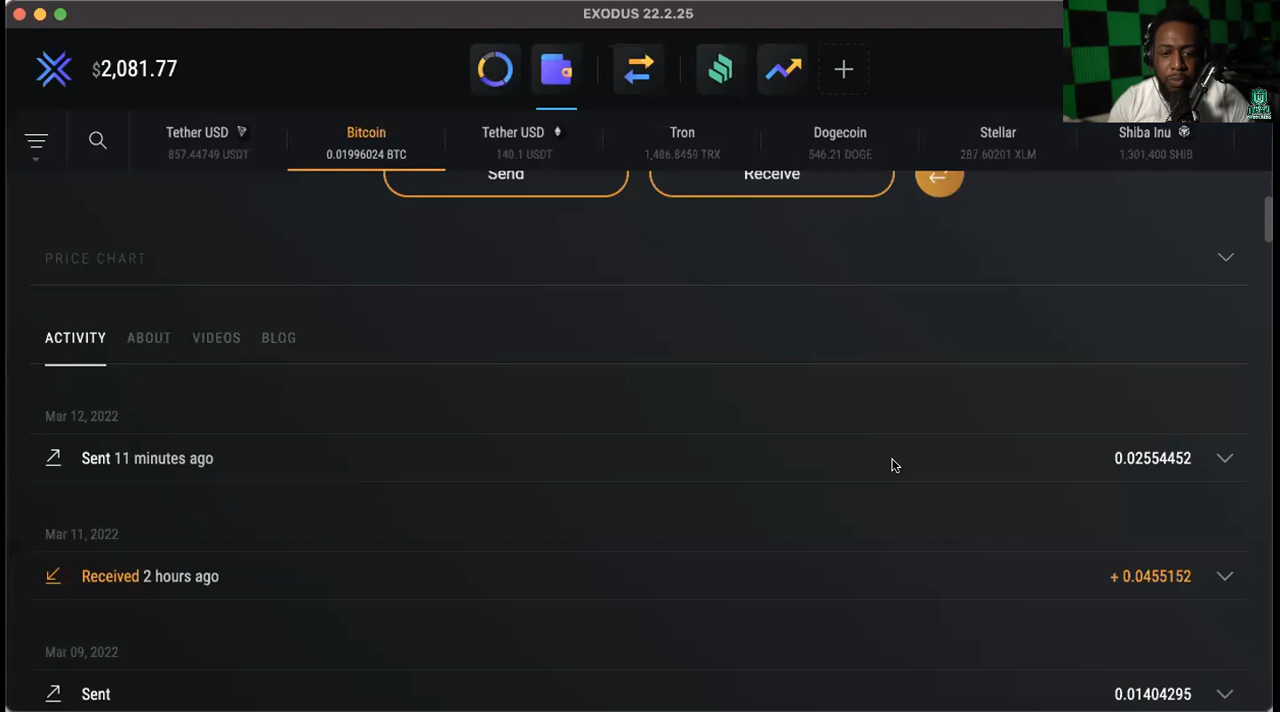 EXODUS 22.2.25
$2,081.77
Tether USD
857.44749 USDT
Bitcoin
0.01996024 BTC
Tether USD
140.1 USDT
Tron
1,486.8459 TRX
Dogecoin
546.21 DOGE
Stellar
287.60201 XLM
Shiba Inu
1,301,400 SHIB
Send
Receive
PRICE CHART
ACTIVITY ABOUT VIDEOS BLOG
Mar 12, 2022
Sent 11 minutes ago 0.02554452
Mar 11, 2022
Received 2 hours ago + 0.0455152
Mar 09, 2022
Sent 0.01404295